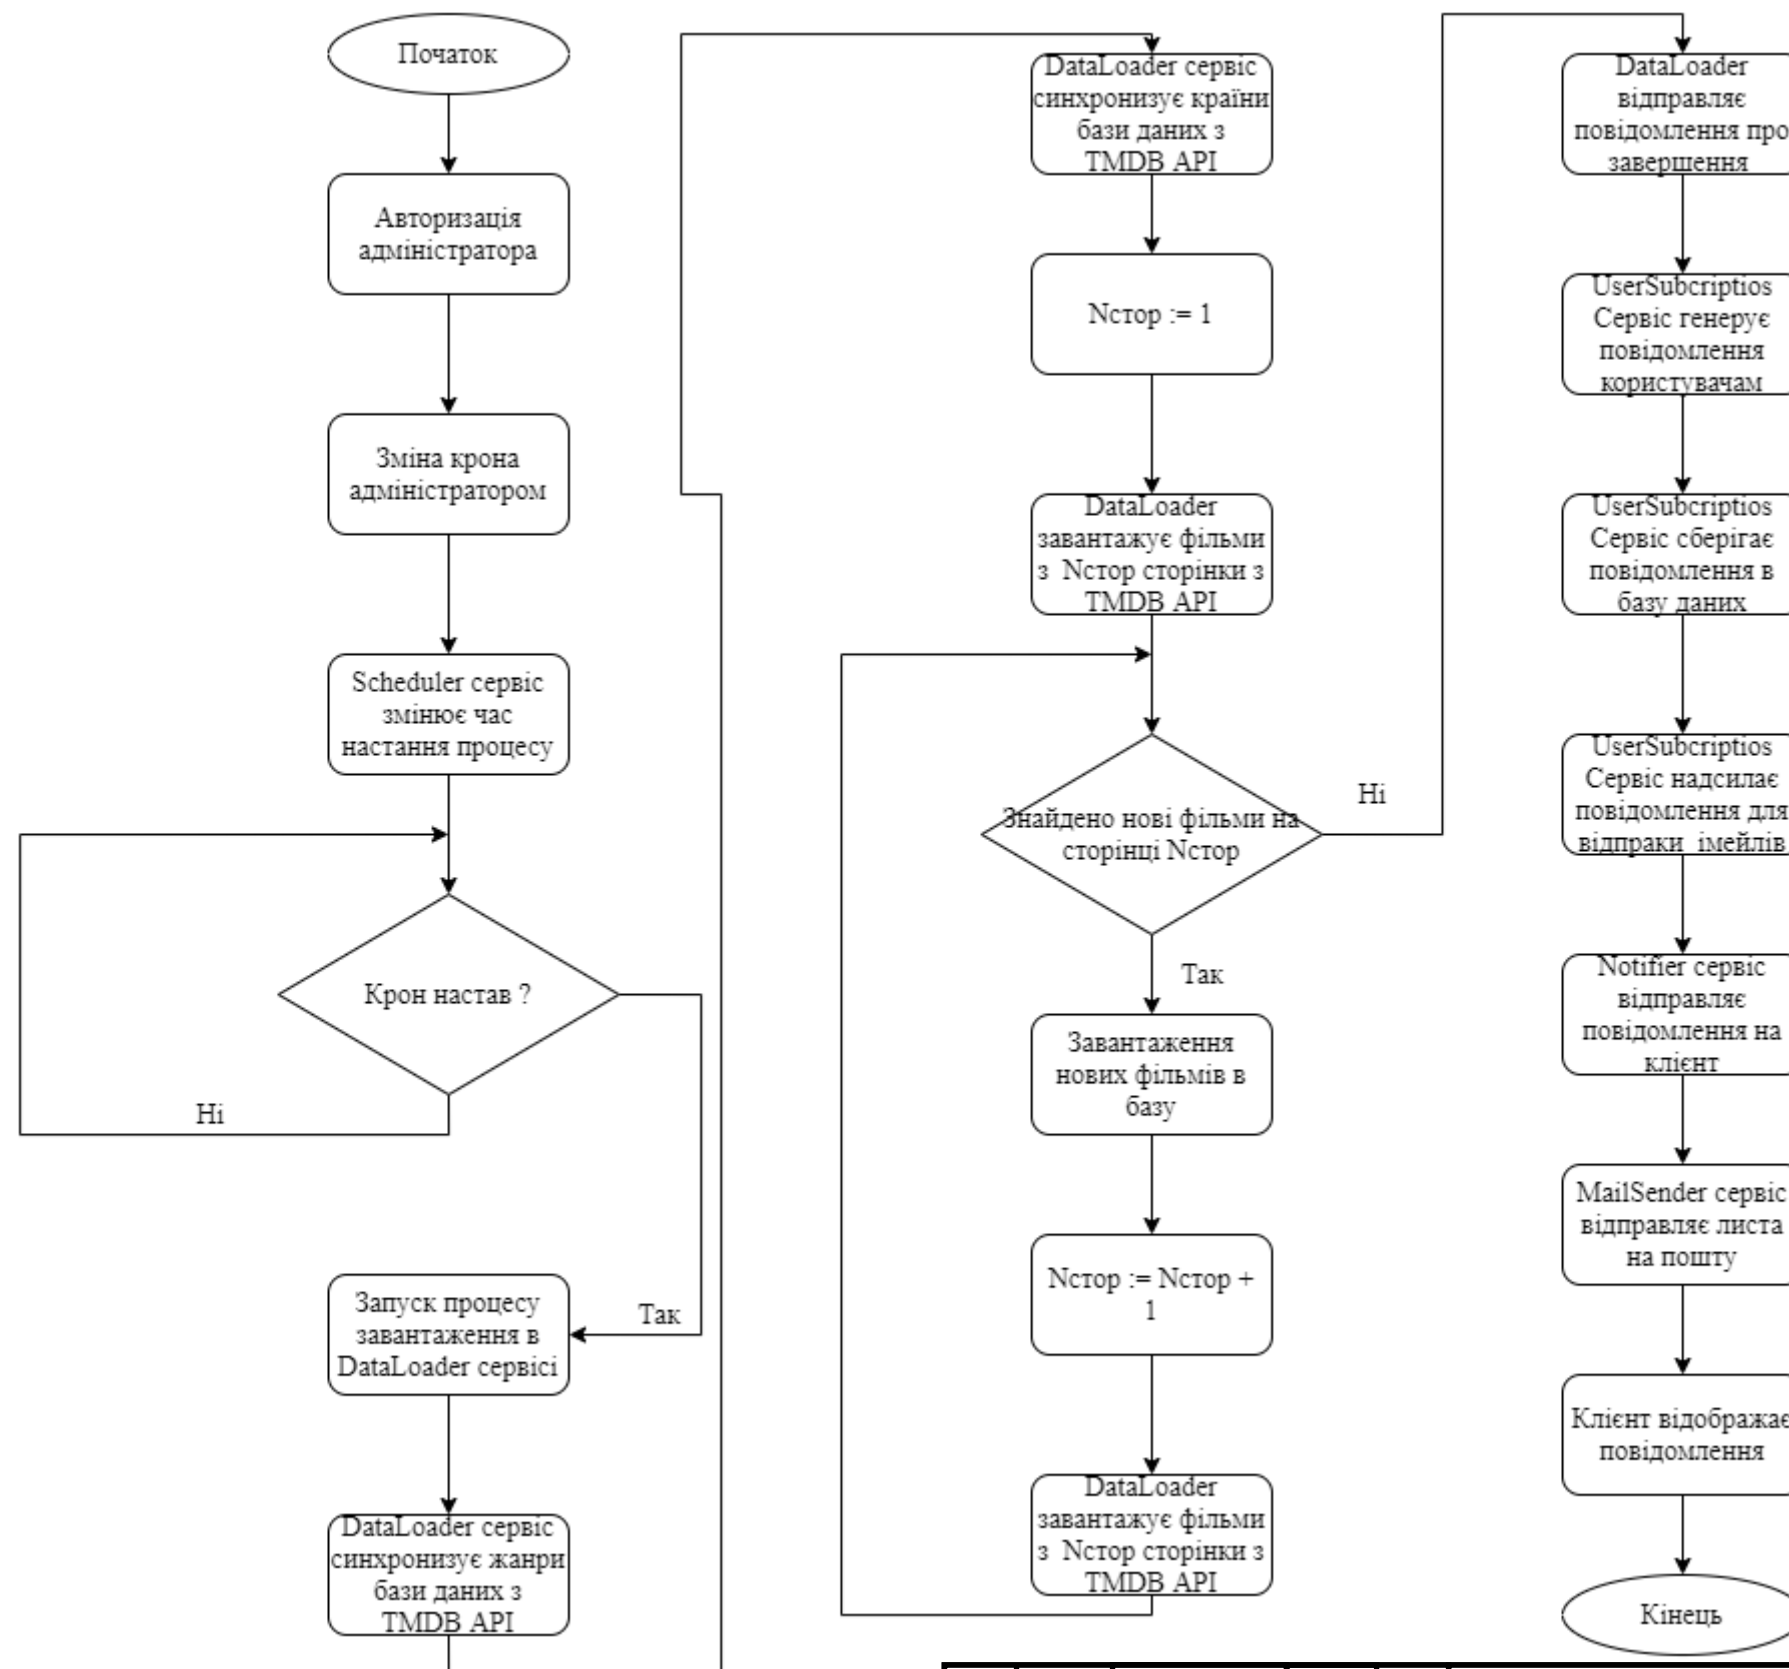 Початок
Авторизація
адміністратора
Зміна крона
адміністратором
Scheduler сервіс
змінює час
настання процесу
Крон настав ?
Ні
Так
Запуск процесу
завантаження в
DataLoader сервісі
DataLoader сервіс
синхронизує жанри
бази даних з
TMDB API
DataLoader сервіс
синхронизує країни
бази даних з
TMDB API
Nстор := 1
DataLoader
завантажує фільми
з Nстор сторінки з
TMDB API
Знайдено нові фільми на
сторінці Nстор
Ні
Так
Завантаження
нових фільмів в
базу
Nстор := Nстор +
1
DataLoader
завантажує фільми
з Nстор сторінки з
TMDB API
DataLoader
відправляє
повідомлення про
завершення
UserSubcriptios
Сервіс генерує
повідомлення
користувачам
UserSubcriptios
Сервіс сберігає
повідомлення в
базу даних
UserSubcriptios
Сервіс надсилає
повідомлення для
відпраки імейлів
Notifier сервіс
відправляє
повідомлення на
клієнт
MailSender сервіс
відправляє листа
на пошту
Клієнт відображає
повідомлення
Кінець